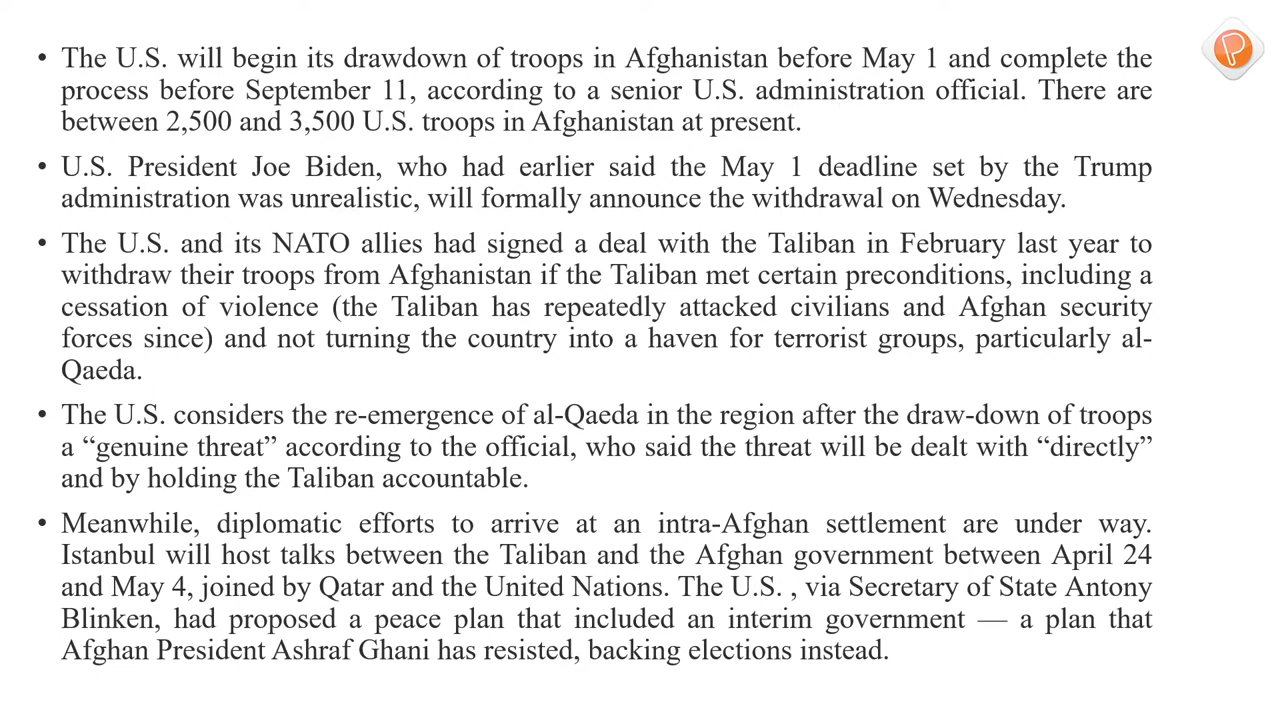 • The U.S. will begin its drawdown of troops in Afghanistan before May 1 and complete the
process before September 11, according to a senior U.S. administration official. There are
between 2,500 and 3,500 U.S. troops in Afghanistan at present.
• U.S. President Joe Biden, who had earlier said the May 1 deadline set by the Trump
administration was unrealistic, will formally announce the withdrawal on Wednesday.
• The U.S. and its NATO allies had signed a deal with the Taliban in February last year to
withdraw their troops from Afghanistan if the Taliban met certain preconditions, including a
cessation of violence (the Taliban has repeatedly attacked civilians and Afghan security
forces since) and not turning the country into a haven for terrorist groups, particularly al-
Qaeda.
• The U.S. considers the re-emergence of al-Qaeda in the region after the draw-down of troops
a “genuine threat” according to the official, who said the threat will be dealt with “directly”
and by holding the Taliban accountable.
• Meanwhile, diplomatic efforts to arrive at an intra-Afghan settlement are under way.
Istanbul will host talks between the Taliban and the Afghan government between April 24
and May 4, joined by Qatar and the United Nations. The U.S. , via Secretary of State Antony
Blinken, had proposed a peace plan that included an interim government — a plan that
Afghan President Ashraf Ghani has resisted, backing elections instead.